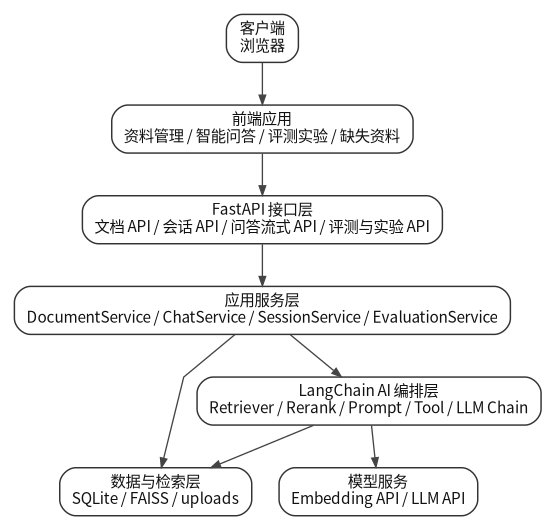 客户端
浏览器
前端应用
资料管理 / 智能问答 / 评测实验 / 缺失资料
FastAPI 接口层
文档 API / 会话 API / 问答流式 API / 评测与实验 API
应用服务层
DocumentService / ChatService / SessionService / EvaluationService
LangChain AI 编排层
Retriever / Rerank / Prompt / Tool / LLM Chain
数据与检索层
SQLite / FAISS / uploads
模型服务
Embedding API / LLM API